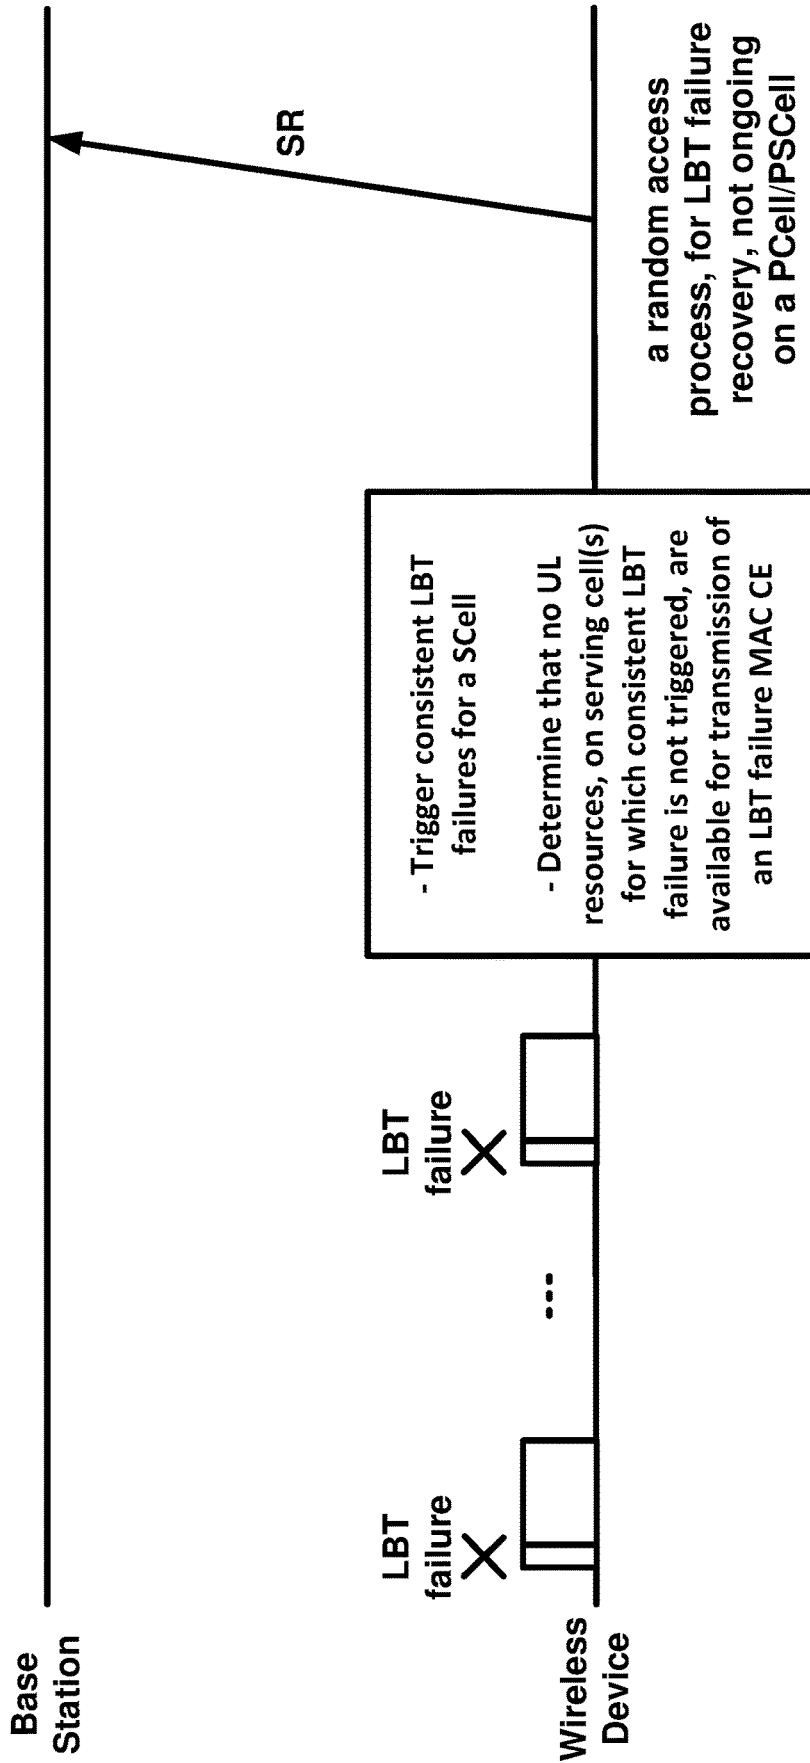 Base
Station
Wireless
Device
LBT
failure
---
LBT
failure
- Trigger consistent LBT
failures for a SCell
- Determine that no UL
resources, on serving cell(s)
for which consistent LBT
failure is not triggered, are
available for transmission of
an LBT failure MAC CE
SR
a random access
process, for LBT failure
recovery, not ongoing
on a PCell/PSCell